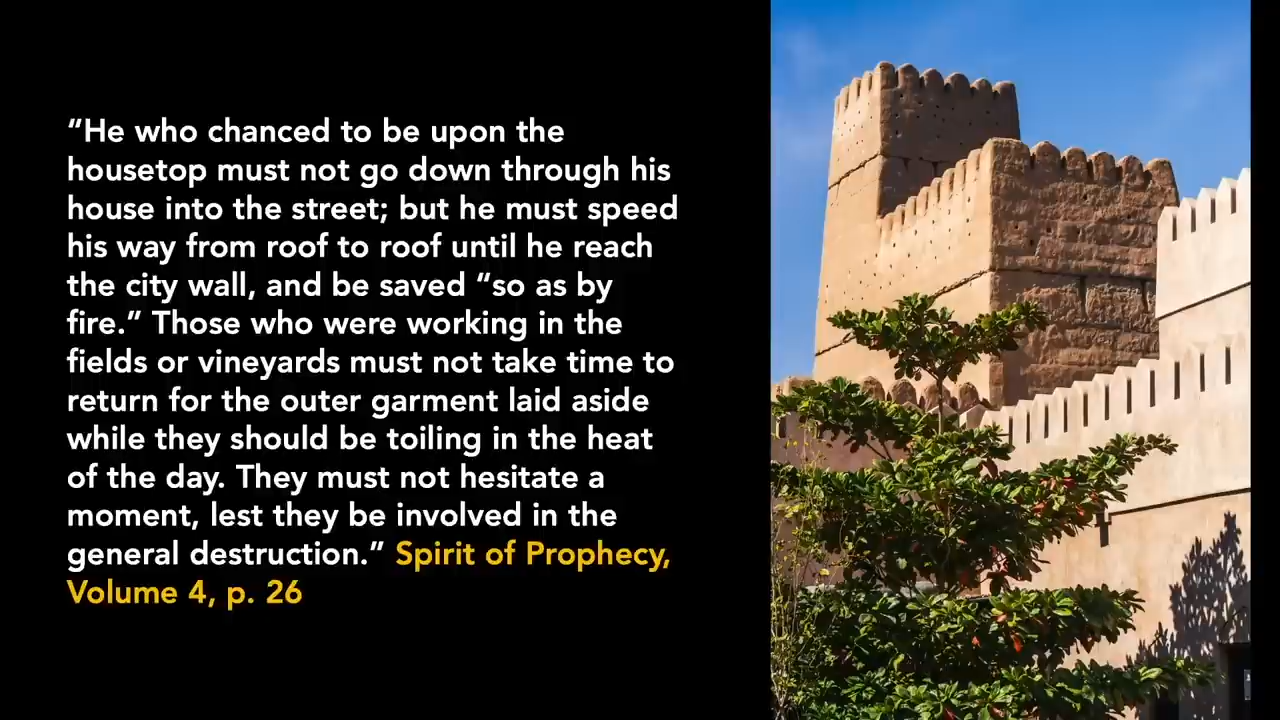 “He who chanced to be upon the
housetop must not go down through his
house into the street; but he must speed
his way from roof to roof until he reach
the city wall, and be saved “so as by
fire.” Those who were working in the
fields or vineyards must not take time to
return for the outer garment laid aside
while they should be toiling in the heat
of the day. They must not hesitate a
moment, lest they be involved in the
general destruction.” Spirit of Prophecy,
Volume 4, p. 26